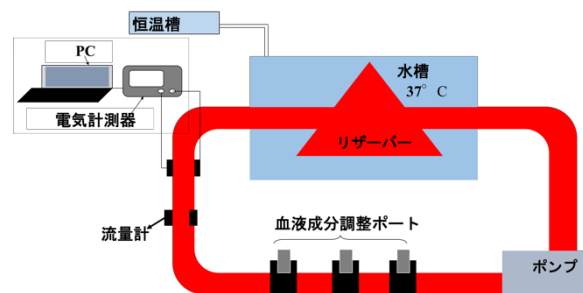 恒温槽
PC
電気計測器
水槽
37°C
リザーバー
流量計
血液成分調整ポート
ポンプ